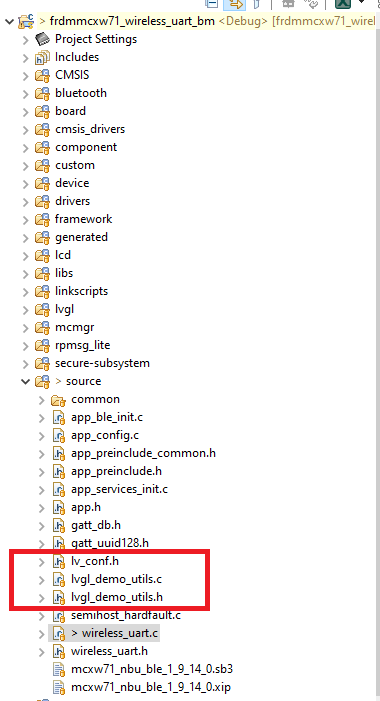 > frdmmcxw71_wireless_uart_bm <Debug> [frdmmcxw71_wirel
Project Settings
Includes
CMSIS
bluetooth
board
cmsis_drivers
component
custom
device
drivers
framework
generated
lcd
libs
linkscripts
lvgl
mcmgr
rpmsg_lite
secure-subsystem
> source
common
app_ble_init.c
app_config.c
app_preinclude_common.h
app_preinclude.h
app_services_init.c
app.h
gatt_db.h
gatt_uuid128.h
lv_conf.h
lvgl_demo_utils.c
lvgl_demo_utils.h
semihost_hardfault.c
> wireless_uart.c
wireless_uart.h
mcxw71_nbu_ble_1_9_14_0.sb3
mcxw71_nbu_ble_1_9_14_0.xip